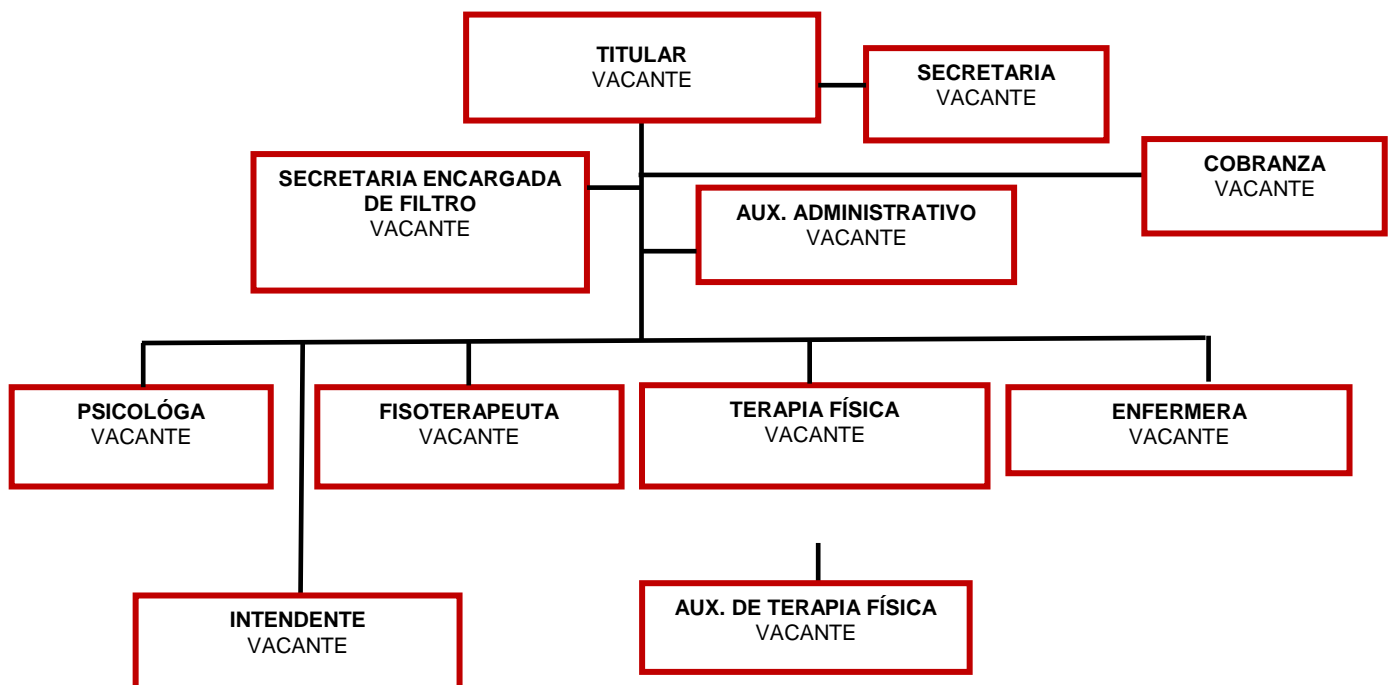 TITULAR
VACANTE
SECRETARIA
VACANTE
SECRETARIA ENCARGADA
DE FILTRO
VACANTE
COBRANZA
VACANTE
AUX. ADMINISTRATIVO
VACANTE
PSICOLÓGA
VACANTE
FISOTERAPEUTA
VACANTE
TERAPIA FÍSICA
VACANTE
ENFERMERA
VACANTE
INTENDENTE
VACANTE
AUX. DE TERAPIA FÍSICA
VACANTE